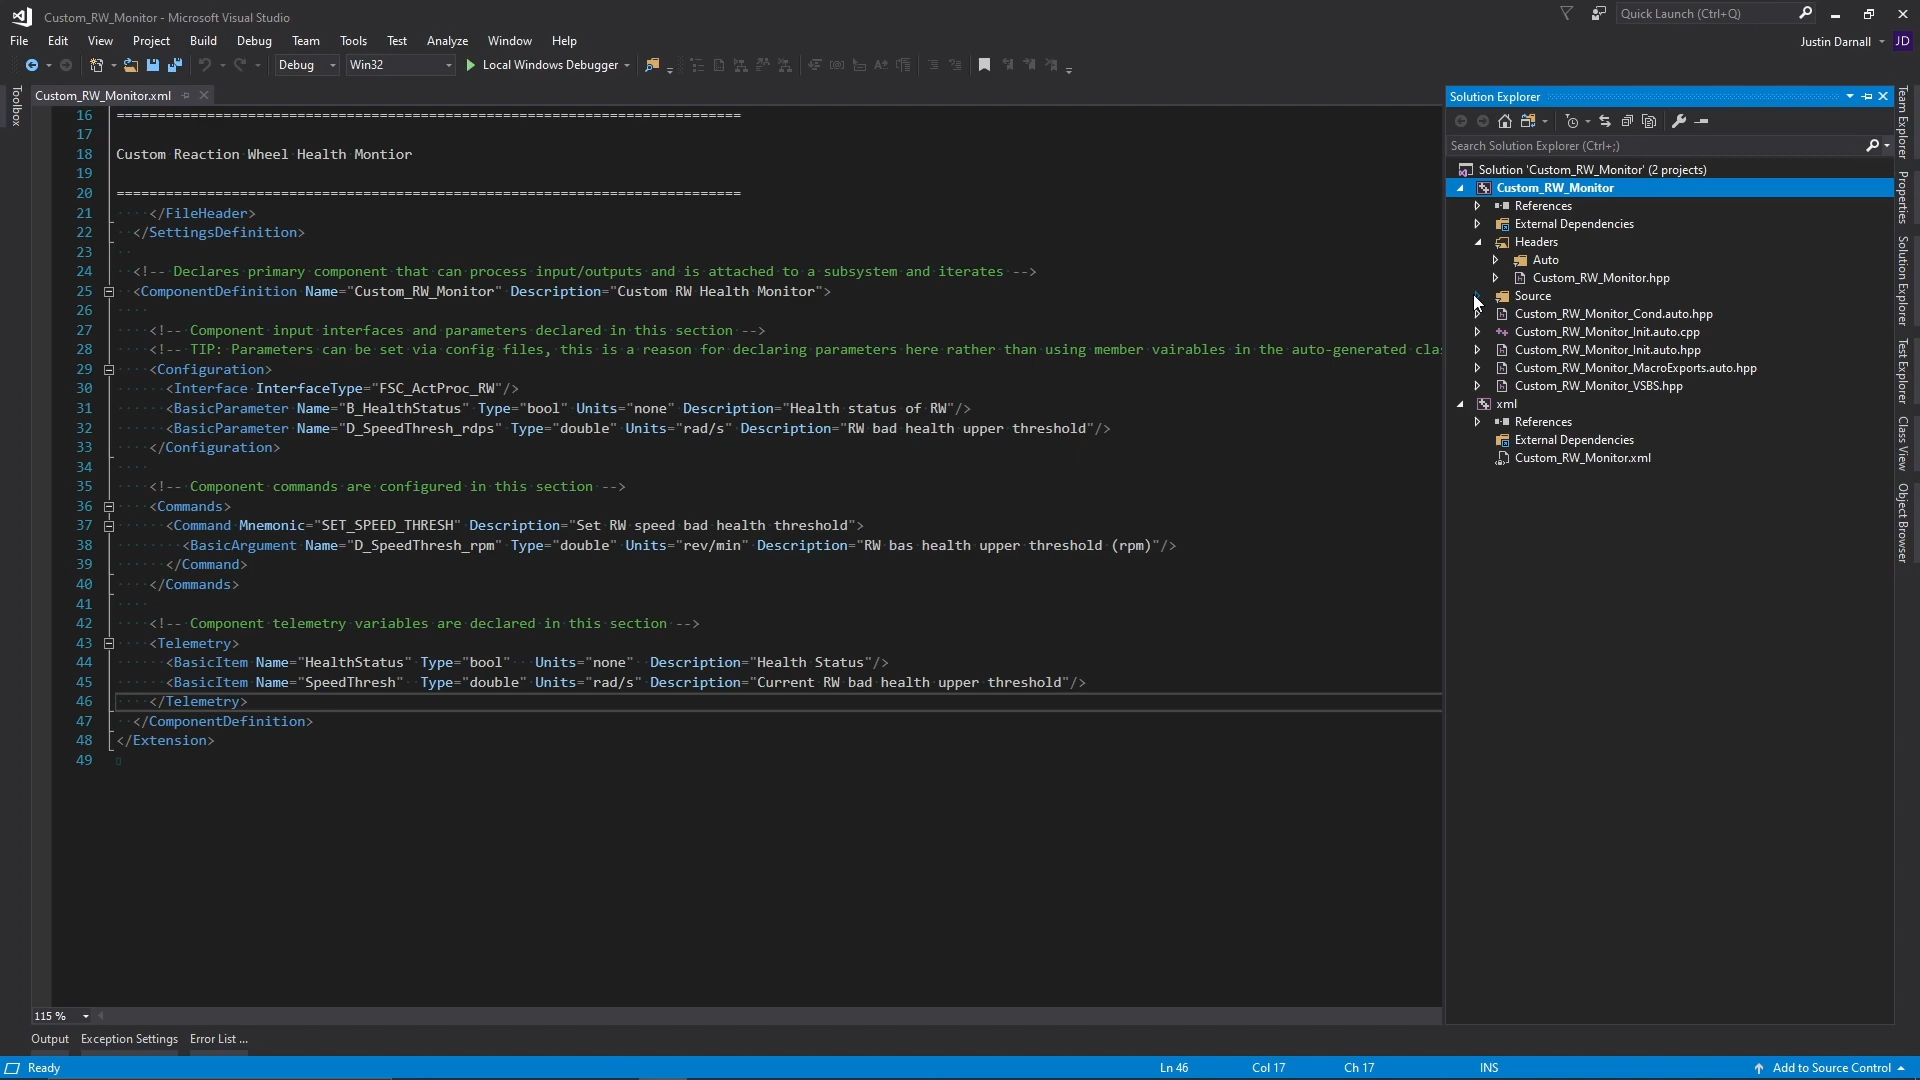 Custom_RW_Monitor - Microsoft Visual Studio
Quick Launch (Ctrl+Q)
File Edit View Project Build Debug Team Tools Test Analyze Window Help
Justin Darnall JD
Debug Win32 Local Windows Debugger
Toolbox
Custom_RW_Monitor.xml
16 ============================================================================
17
18 Custom Reaction Wheel Health Montior
19
20 ============================================================================
21 </FileHeader>
22 </SettingsDefinition>
23
24 <!-- Declares primary component that can process input/outputs and is attached to a subsystem and iterates -->
25 <ComponentDefinition Name="Custom_RW_Monitor" Description="Custom RW Health Monitor">
26
27 <!-- Component input interfaces and parameters declared in this section -->
28 <!-- TIP: Parameters can be set via config files, this is a reason for declaring parameters here rather than using member vairables in the auto-generated cla
29 <Configuration>
30 <Interface InterfaceType="FSC_ActProc_RW"/>
31 <BasicParameter Name="B_HealthStatus" Type="bool" Units="none" Description="Health status of RW"/>
32 <BasicParameter Name="D_SpeedThresh_rdps" Type="double" Units="rad/s" Description="RW bad health upper threshold"/>
33 </Configuration>
34
35 <!-- Component commands are configured in this section -->
36 <Commands>
37 <Command Mnemonic="SET_SPEED_THRESH" Description="Set RW speed bad health threshold">
38 <BasicArgument Name="D_SpeedThresh_rpm" Type="double" Units="rev/min" Description="RW bas health upper threshold (rpm)"/>
39 </Command>
40 </Commands>
41
42 <!-- Component telemetry variables are declared in this section -->
43 <Telemetry>
44 <BasicItem Name="HealthStatus" Type="bool" Units="none" Description="Health Status"/>
45 <BasicItem Name="SpeedThresh" Type="double" Units="rad/s" Description="Current RW bad health upper threshold"/>
46 </Telemetry>
47 </ComponentDefinition>
48 </Extension>
49
115 %
Solution Explorer
Search Solution Explorer (Ctrl+;)
Solution 'Custom_RW_Monitor' (2 projects)
Custom_RW_Monitor
References
External Dependencies
Headers
Auto
Custom_RW_Monitor.hpp
Source
Custom_RW_Monitor_Cond.auto.hpp
Custom_RW_Monitor_Init.auto.cpp
Custom_RW_Monitor_Init.auto.hpp
Custom_RW_Monitor_MacroExports.auto.hpp
Custom_RW_Monitor_VSBS.hpp
xml
References
External Dependencies
Custom_RW_Monitor.xml
Team Explorer
Properties
Solution Explorer
Test Explorer
Class View
Object Browser
Output Exception Settings Error List ...
Ready Ln 46 Col 17 Ch 17 INS Add to Source Control